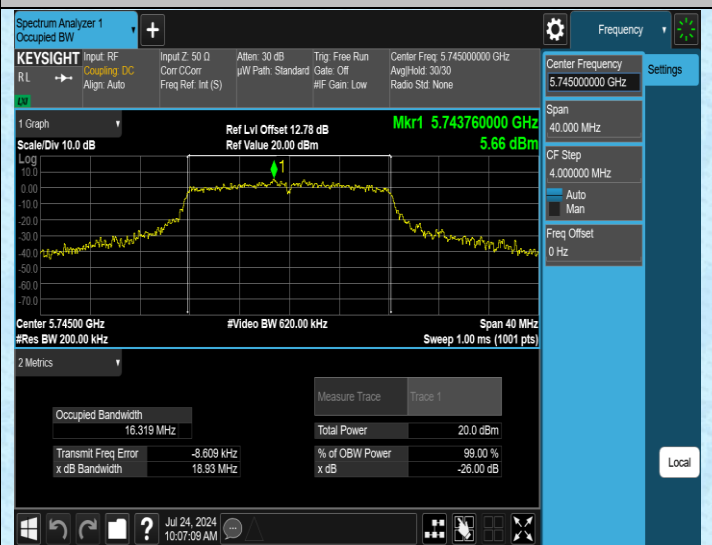 Spectrum Analyzer 1
Occupied BW
+
Frequency
KEYSIGHT Input: RF Input Z: 50 Ω Atten: 30 dB Trig: Free Run Center Freq: 5.745000000 GHz
RL Coupling: DC Corr CCorr µW Path: Standard Gate: Off Avg|Hold: 30/30
Align: Auto Freq Ref: Int (S) #IF Gain: Low Radio Std: None
LXI
1 Graph
Ref Lvl Offset 12.78 dB Mkr1 5.743760000 GHz
Scale/Div 10.0 dB Ref Value 20.00 dBm 5.66 dBm
Log
10.0
1
0.00
-10.0
-20.0
-30.0
-40.0
-50.0
-60.0
-70.0
Center 5.74500 GHz #Video BW 620.00 kHz Span 40 MHz
#Res BW 200.00 kHz Sweep 1.00 ms (1001 pts)
2 Metrics
Measure Trace Trace 1
Occupied Bandwidth
16.319 MHz Total Power 20.0 dBm
Transmit Freq Error -8.609 kHz % of OBW Power 99.00 %
x dB Bandwidth 18.93 MHz x dB -26.00 dB
Center Frequency
5.745000000 GHz
Settings
Span
40.000 MHz
CF Step
4.000000 MHz
Auto
Man
Freq Offset
0 Hz
Local
?
Jul 24, 2024
10:07:09 AM